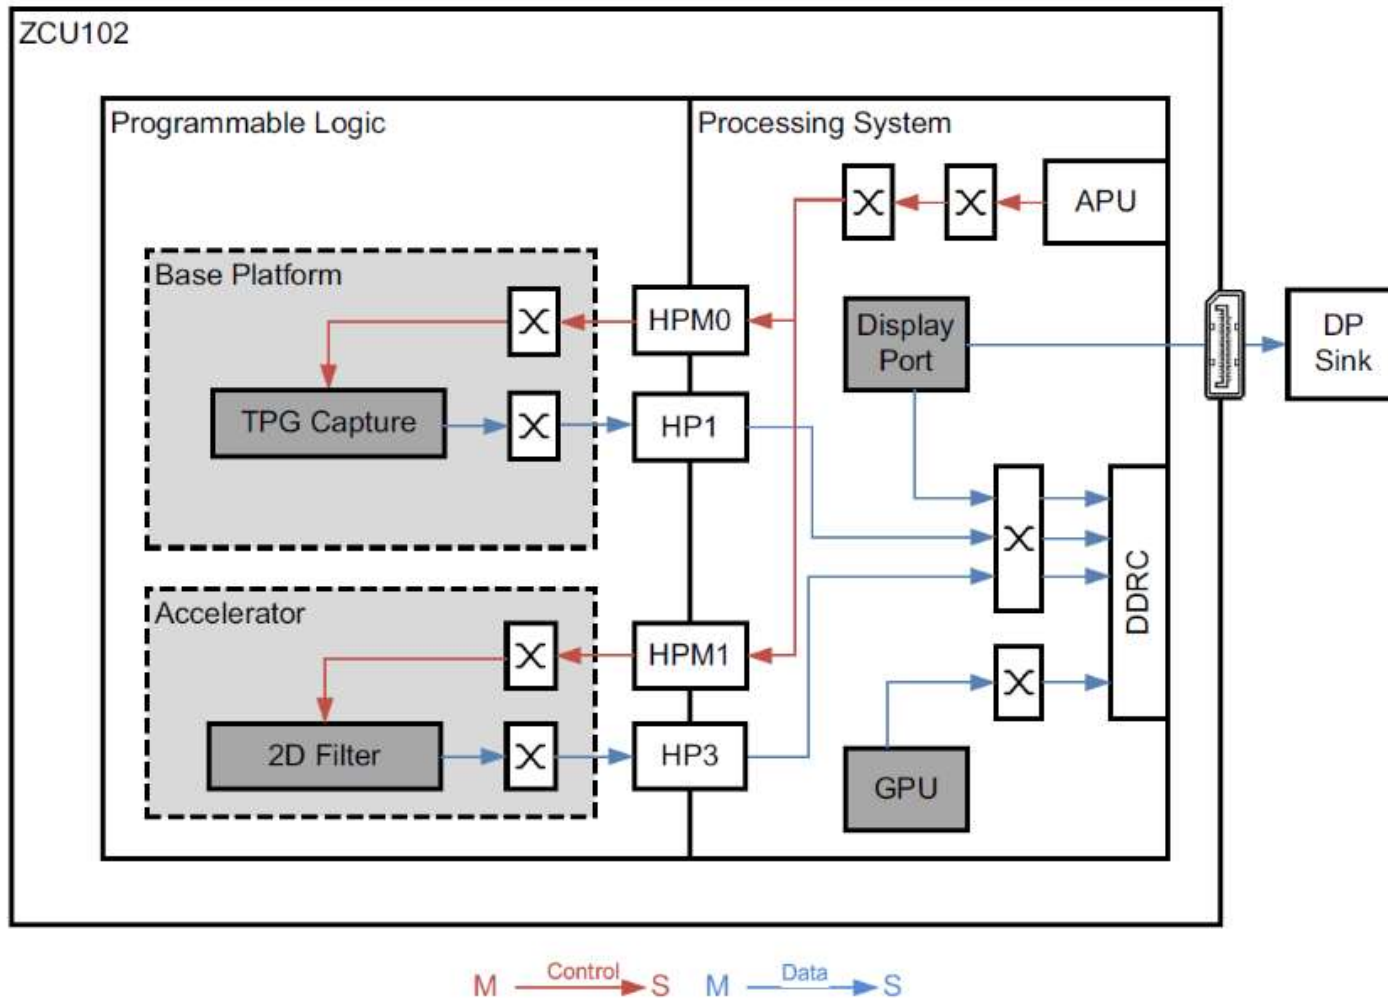 ZCU102
Programmable Logic
Processing System
APU
Base Platform
HPM0
Display
Port
DP
Sink
TPG Capture
HP1
DDRC
Accelerator
HPM1
2D Filter
HP3
GPU
M Control S M Data S